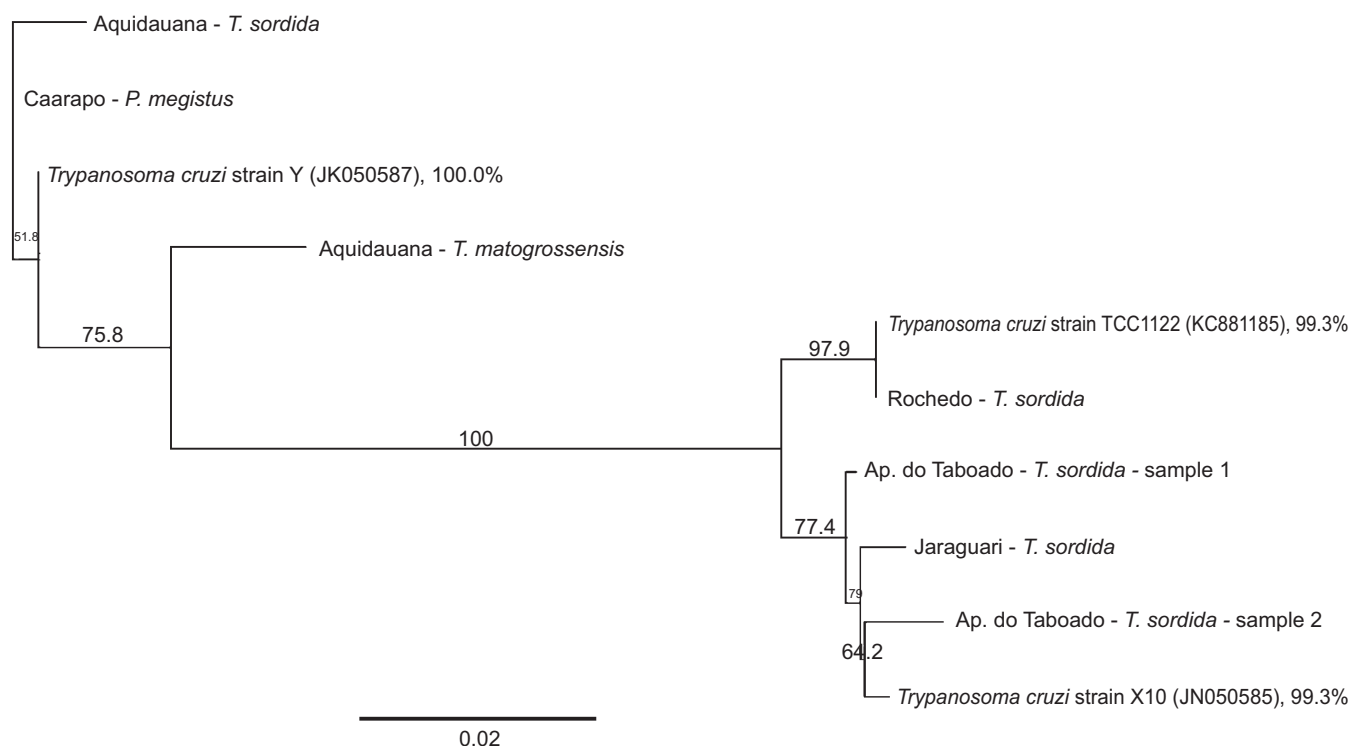 Aquidauana - T. sordida
Caarapo - P. megistus
Trypanosoma cruzi strain Y (JK050587), 100.0%
51.8
Aquidauana - T. matogrossensis
75.8
Trypanosoma cruzi strain TCC1122 (KC881185), 99.3%
97.9
Rochedo - T. sordida
100
Ap. do Taboado - T. sordida - sample 1
77.4
Jaraguari - T. sordida
79
Ap. do Taboado - T. sordida - sample 2
64.2
Trypanosoma cruzi strain X10 (JN050585), 99.3%
0.02